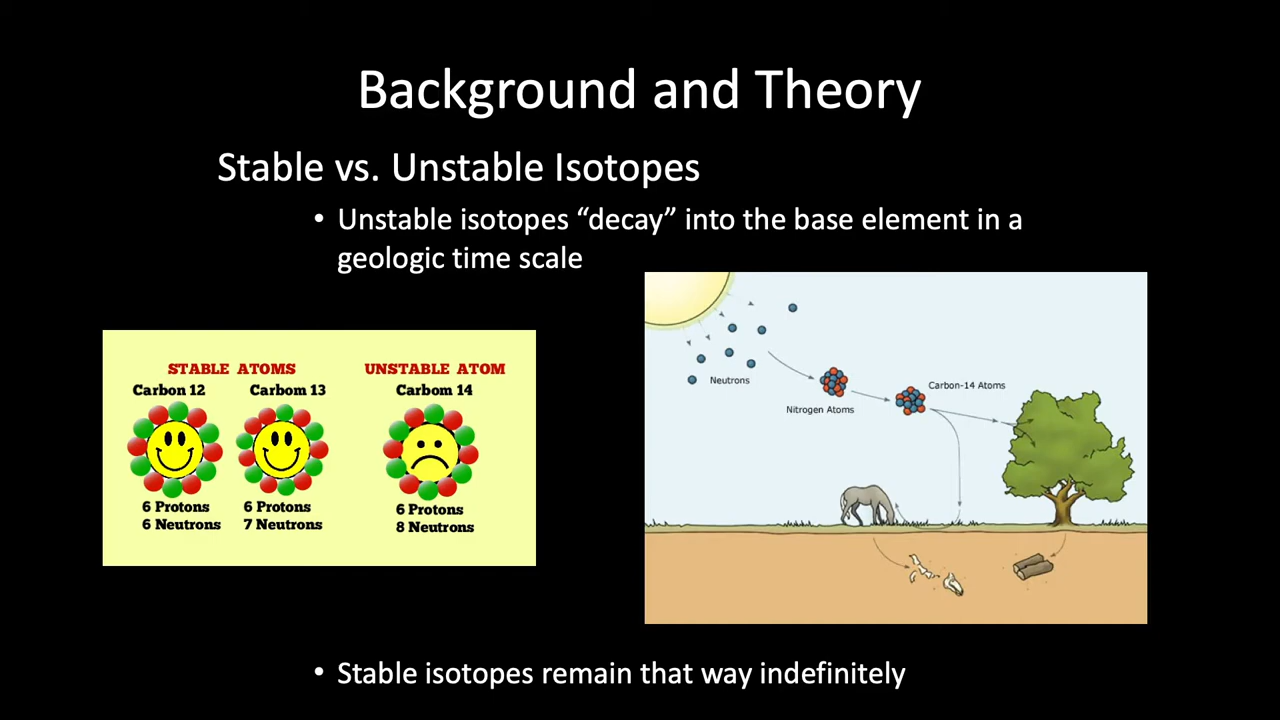 Background and Theory
Stable vs. Unstable Isotopes
• Unstable isotopes “decay” into the base element in a
geologic time scale
STABLE ATOMS
UNSTABLE ATOM
Carbon 12
Carbom 13
Carbom 14
6 Protons
6 Neutrons
6 Protons
7 Neutrons
6 Protons
8 Neutrons
Neutrons
Nitrogen Atoms
Carbon-14 Atoms
• Stable isotopes remain that way indefinitely